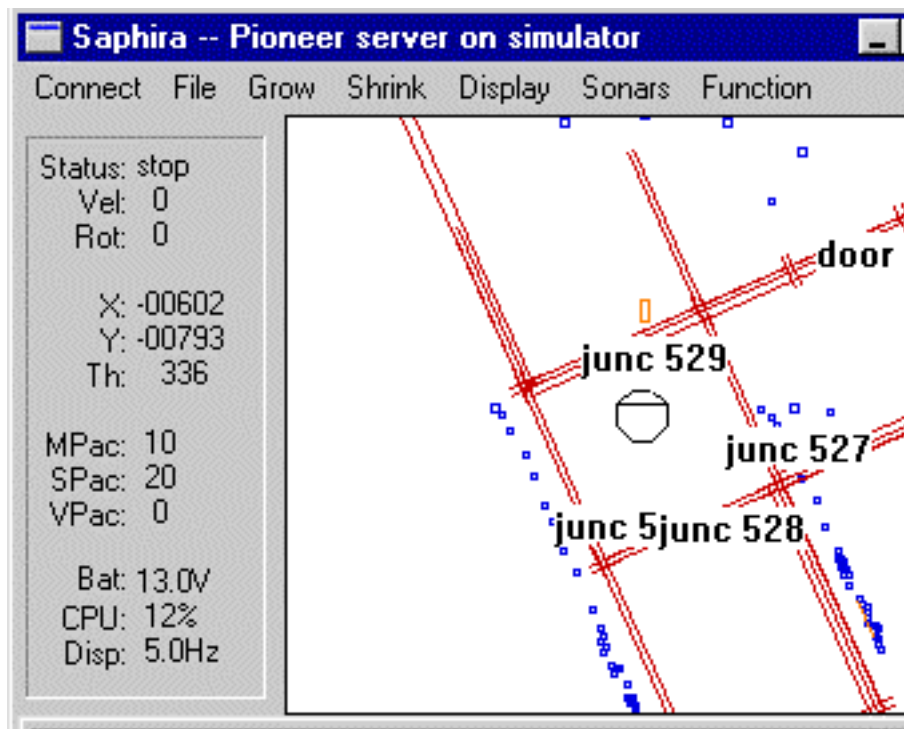 Saphira -- Pioneer server on simulator
Connect File Grow Shrink Display Sonars Function
Status: stop
Vel: 0
Rot: 0
X: -00602
Y: -00793
Th: 336
MPac: 10
SPac: 20
VPac: 0
Bat: 13.0V
CPU: 12%
Disp: 5.0Hz
door
junc 529
junc 527
junc 5
junc 528